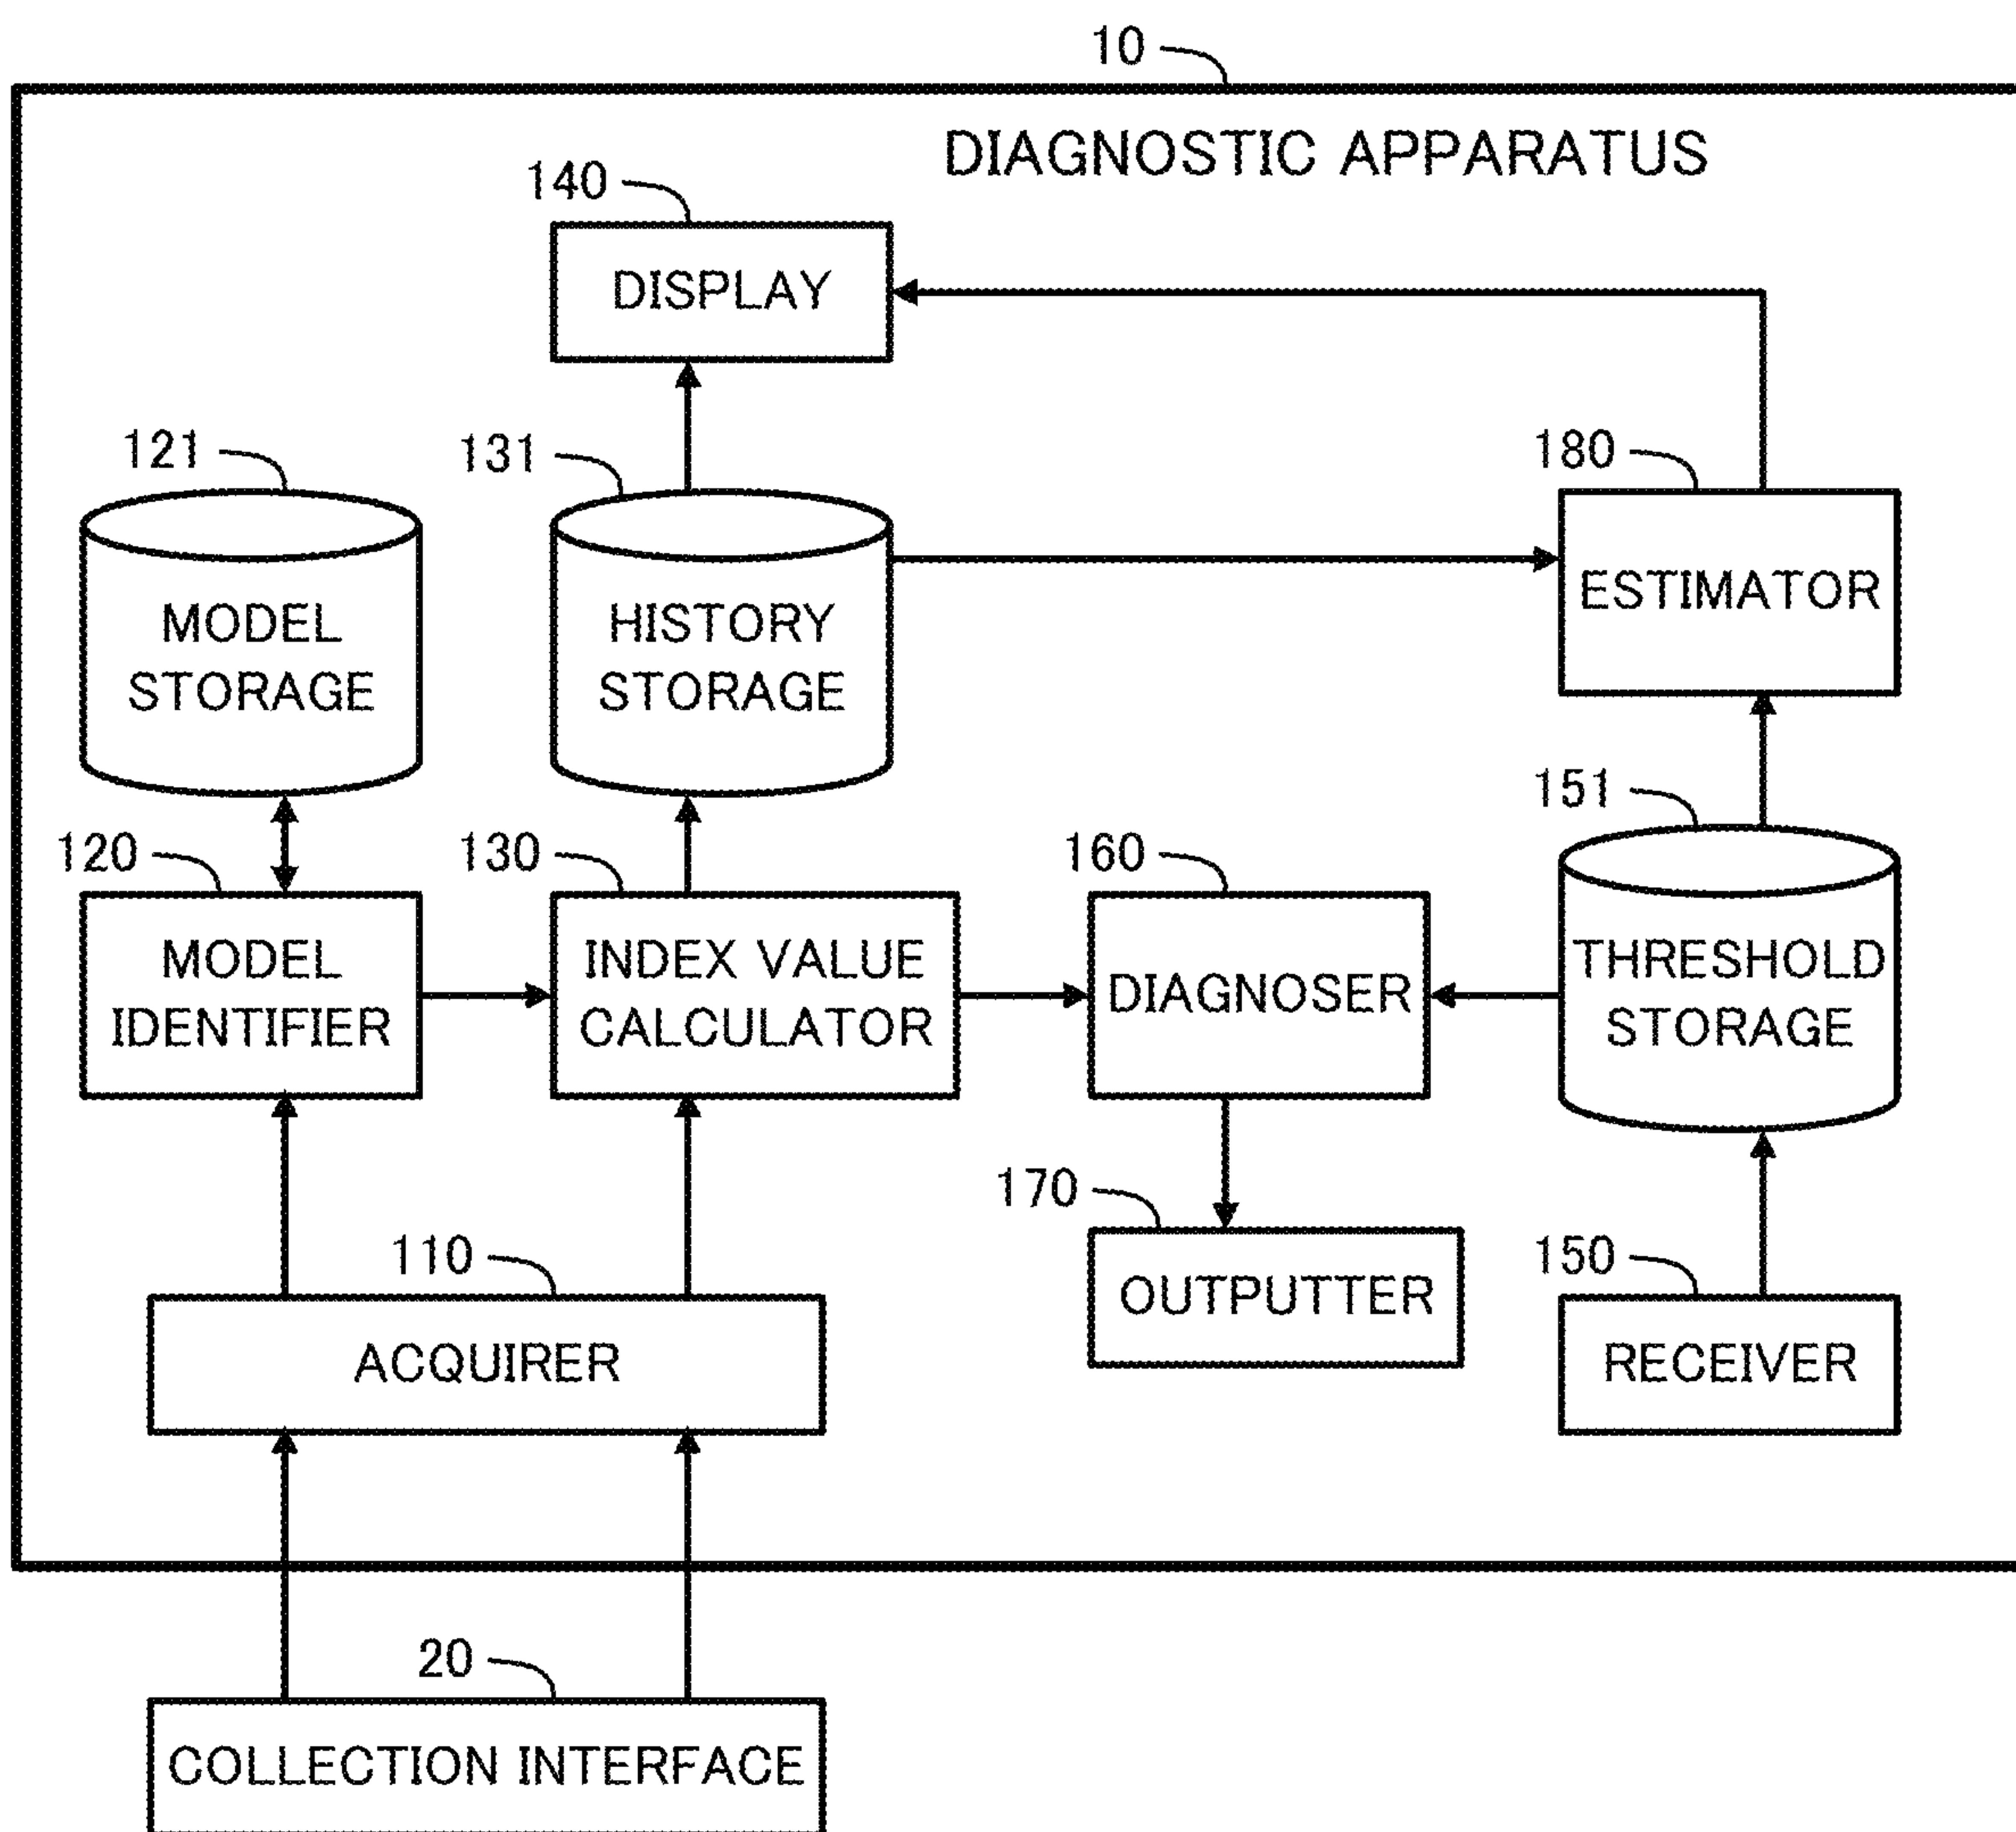 10
DIAGNOSTIC APPARATUS
140
DISPLAY
121
131
180
MODEL
STORAGE
HISTORY
STORAGE
ESTIMATOR
151
120
130
160
MODEL
IDENTIFIER
INDEX VALUE
CALCULATOR
DIAGNOSER
THRESHOLD
STORAGE
170
110
150
OUTPUTTER
ACQUIRER
RECEIVER
20
COLLECTION INTERFACE